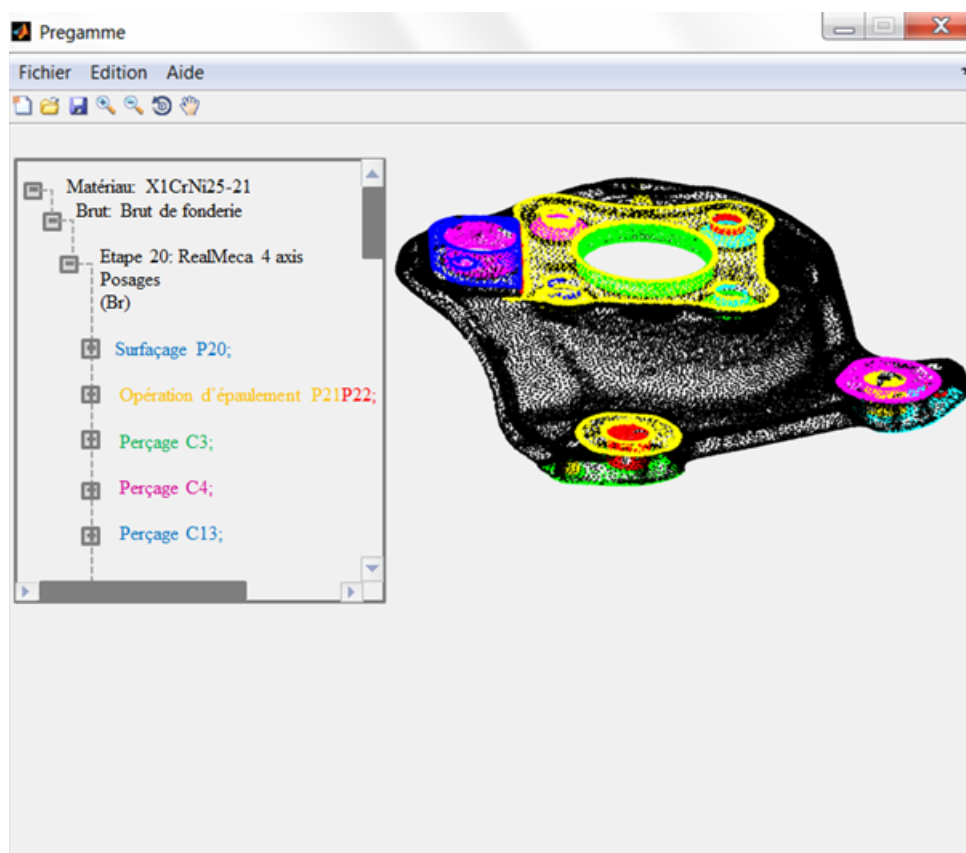 Pregamme
Fichier Edition Aide
Matériau: X1CrNi25-21
Brut: Brut de fonderie
Etape 20: RealMeca 4 axis
Posages
(Br)
Surfaçage P20;
Opération d'épaulement P21P22;
Perçage C3;
Perçage C4;
Perçage C13;